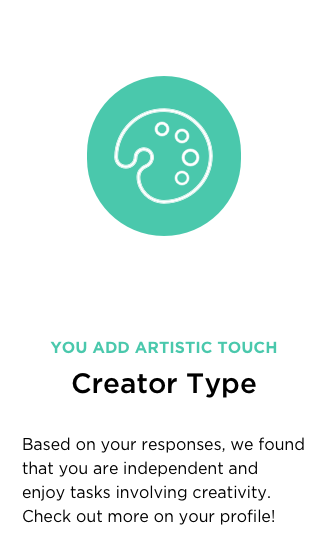 YOU ADD ARTISTIC TOUCH
Creator Type
Based on your responses, we found
that you are independent and
enjoy tasks involving creativity.
Check out more on your profile!